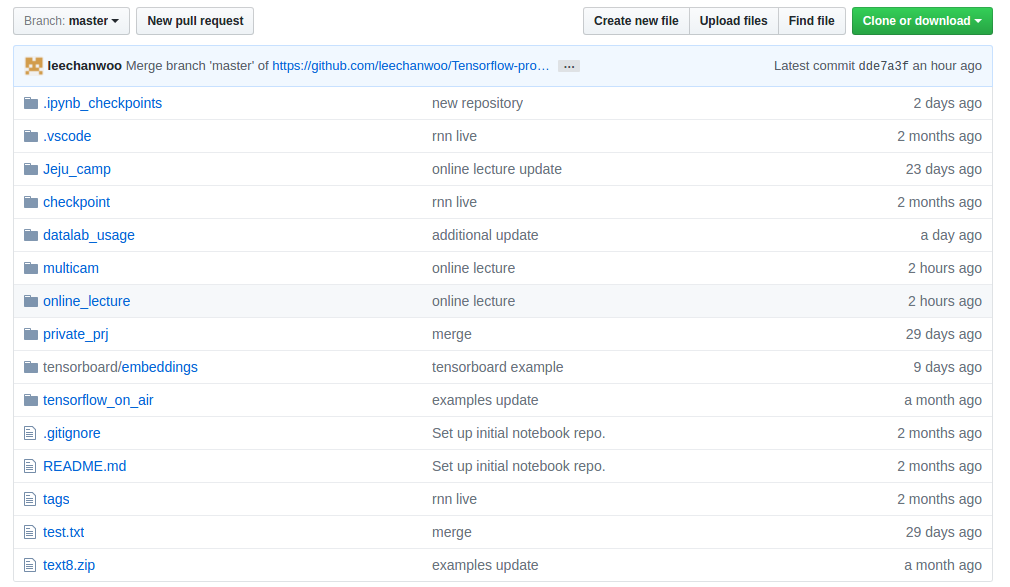 Branch: master New pull request Create new file Upload files Find file Clone or download
leechanwoo Merge branch 'master' of https://github.com/leechanwoo/Tensorflow-pro… ... Latest commit dde7a3f an hour ago
.ipynb_checkpoints new repository 2 days ago
.vscode rnn live 2 months ago
Jeju_camp online lecture update 23 days ago
checkpoint rnn live 2 months ago
datalab_usage additional update a day ago
multicam online lecture 2 hours ago
online_lecture online lecture 2 hours ago
private_prj merge 29 days ago
tensorboard/embeddings tensorboard example 9 days ago
tensorflow_on_air examples update a month ago
.gitignore Set up initial notebook repo. 2 months ago
README.md Set up initial notebook repo. 2 months ago
tags rnn live 2 months ago
test.txt merge 29 days ago
text8.zip examples update a month ago